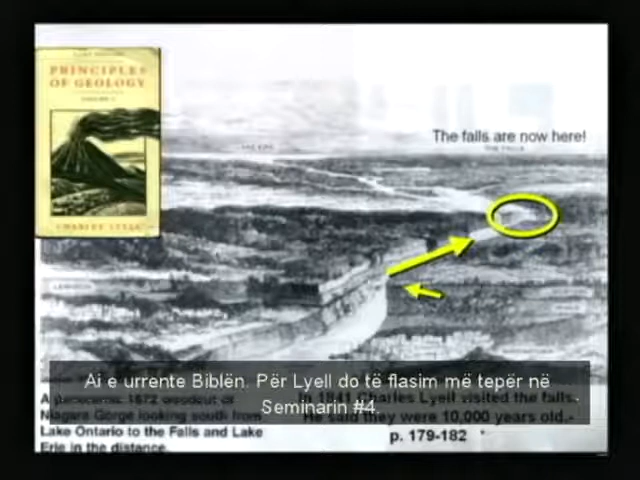 PRINCIPLES
OF GEOLOGY
CHARLES LYELL
The falls are now here!
THE FALLS
LAKE ERIE
Ai e urrente Biblën. Për Lyell do të flasim më tepër në
Seminarin #4.
1872 woodcut of
Niagara Gorge looking south from
Lake Ontario to the Falls and Lake
Erie in the distance.
In 1841 Charles Lyell visited the falls.
He said they were 10,000 years old.-
p. 179-182